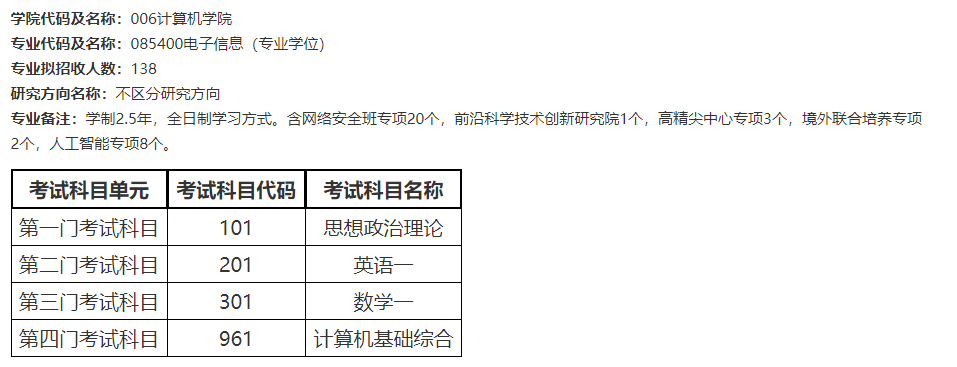 学院代码及名称：006计算机学院
专业代码及名称：085400电子信息（专业学位）
专业拟招收人数：138
研究方向名称：不区分研究方向
专业备注：学制2.5年，全日制学习方式。含网络安全班专项20个，前沿科学技术创新研究院1个，高精尖中心专项3个，境外联合培养专项
2个，人工智能专项8个。
考试科目单元 考试科目代码 考试科目名称
第一门考试科目 101 思想政治理论
第二门考试科目 201 英语一
第三门考试科目 301 数学一
第四门考试科目 961 计算机基础综合